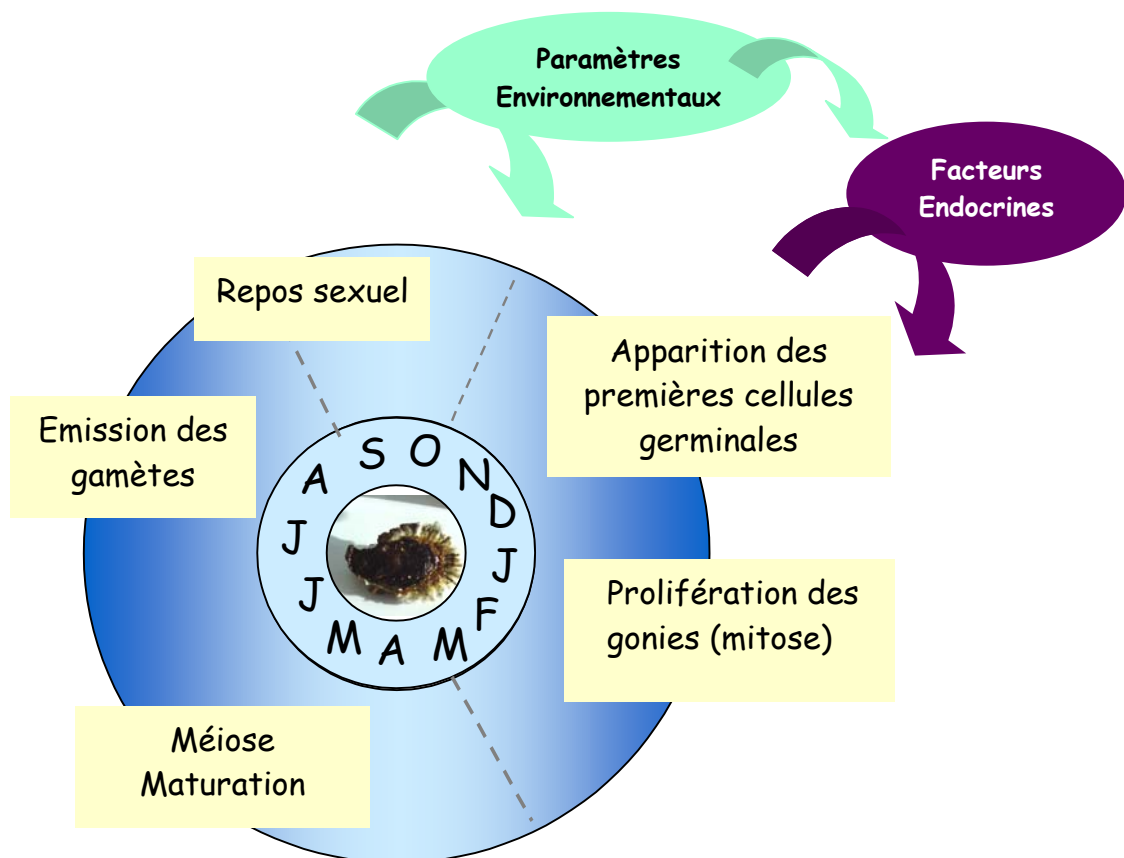 Paramètres
Environnementaux
Facteurs
Endocrines
Repos sexuel
Apparition des
premières cellules
germinales
Emission des
gamètes
S O N D J F M A M J J A
Prolifération des
gonies (mitose)
Méiose
Maturation